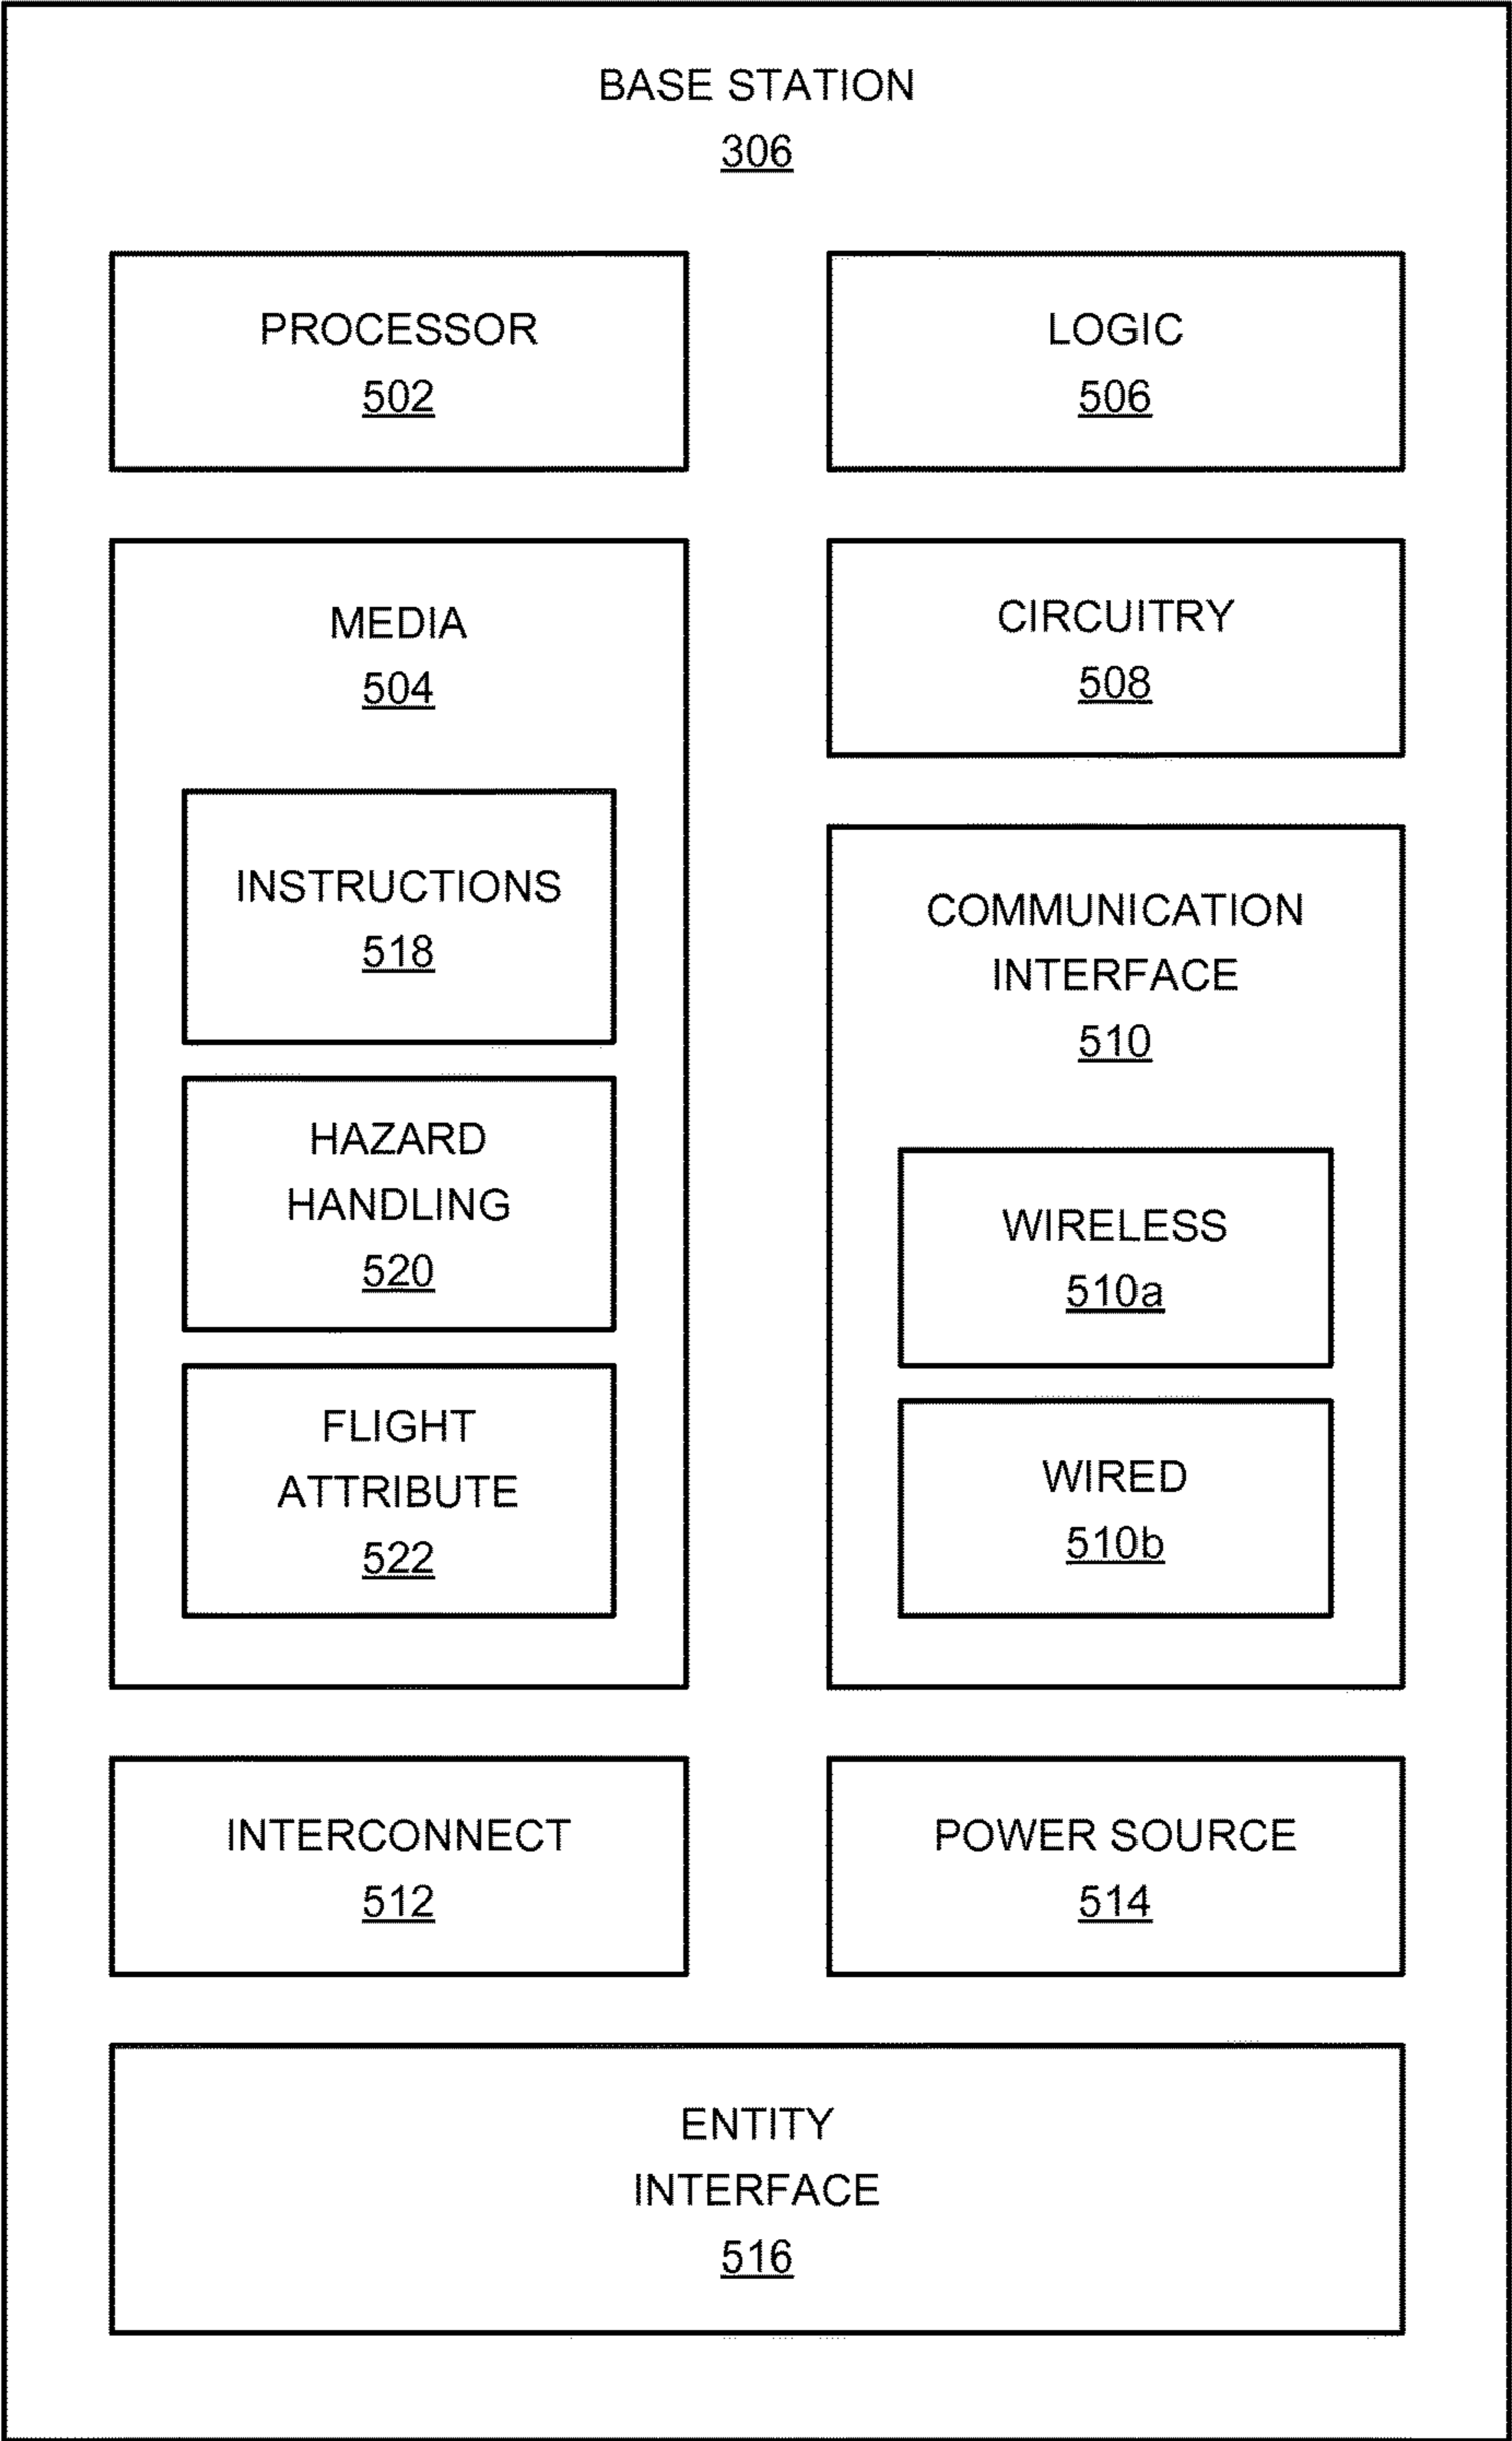 BASE STATION
306
PROCESSOR
502
LOGIC
506
MEDIA
504
INSTRUCTIONS
518
HAZARD
HANDLING
520
FLIGHT
ATTRIBUTE
522
CIRCUITRY
508
COMMUNICATION
INTERFACE
510
WIRELESS
510a
WIRED
510b
INTERCONNECT
512
POWER SOURCE
514
ENTITY
INTERFACE
516